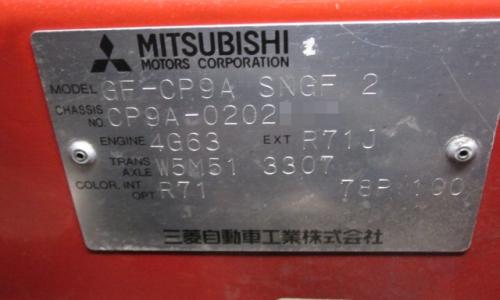 MITSUBISHI
MOTORS CORPORATION
MODEL GF-CP9A SNGF 2
CHASSIS NO. CP9A-0202
ENGINE 4G63 EXT R71J
TRANS AXLE W5M51 3307
COLOR, INT OPT R71 78P 100
三菱自動車工業株式会社